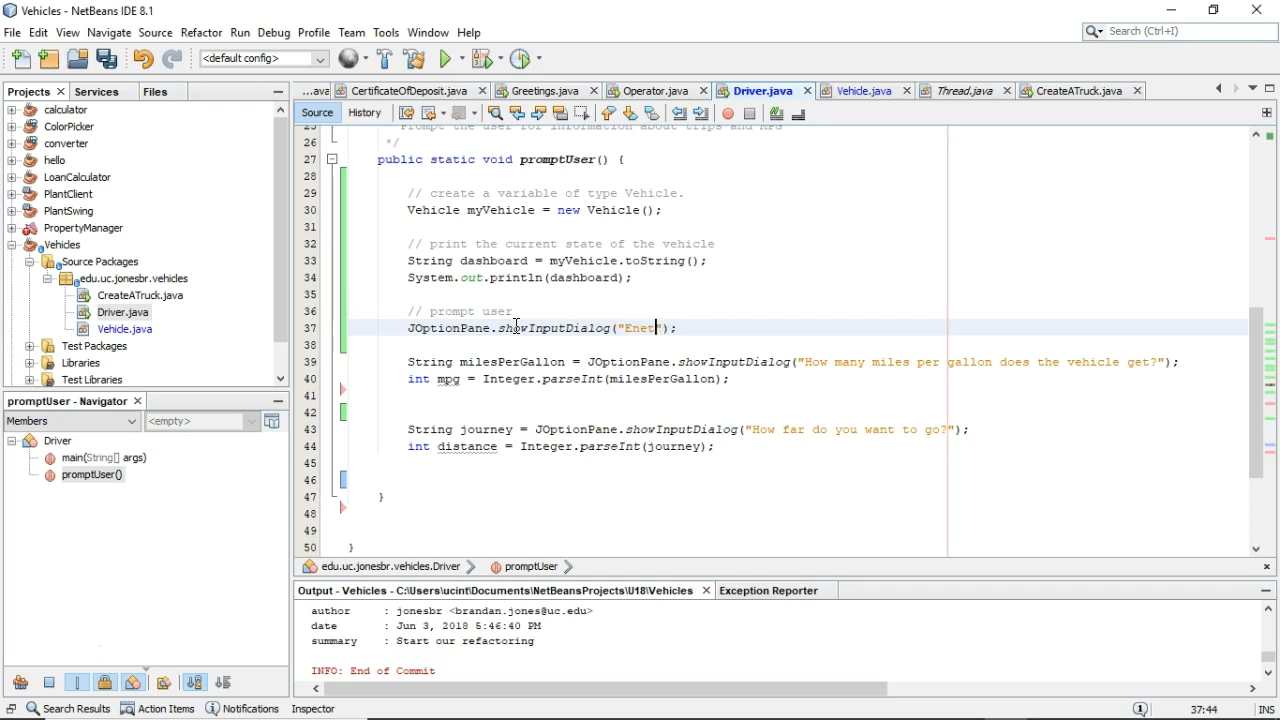 Vehicles - NetBeans IDE 8.1
File Edit View Navigate Source Refactor Run Debug Profile Team Tools Window Help
Search (Ctrl+I)
<default config>
Projects Services Files
...ava CertificateOfDeposit.java Greetings.java Operator.java Driver.java Vehicle.java Thread.java CreateATruck.java
Source History
calculator
ColorPicker
converter
hello
LoanCalculator
PlantClient
PlantSwing
PropertyManager
Vehicles
Source Packages
edu.uc.jonesbr.vehicles
CreateATruck.java
Driver.java
Vehicle.java
Test Packages
Libraries
Test Libraries
promptUser - Navigator
Members <empty>
Driver
main(String[] args)
promptUser()
25 Prompt the user for information about trips and MPG
26 */
27 public static void promptUser() {
28
29 // create a variable of type Vehicle.
30 Vehicle myVehicle = new Vehicle();
31
32 // print the current state of the vehicle
33 String dashboard = myVehicle.toString();
34 System.out.println(dashboard);
35
36 // prompt user
37 JOptionPane.showInputDialog("Enet");
38
39 String milesPerGallon = JOptionPane.showInputDialog("How many miles per gallon does the vehicle get?");
40 int mpg = Integer.parseInt(milesPerGallon);
41
42
43 String journey = JOptionPane.showInputDialog("How far do you want to go?");
44 int distance = Integer.parseInt(journey);
45
46
47 }
48
49
50 }
edu.uc.jonesbr.vehicles.Driver promptUser
Output - Vehicles - C:\Users\ucint\Documents\NetBeansProjects\U18\Vehicles Exception Reporter
author : jonesbr <brandan.jones@uc.edu>
date : Jun 3, 2018 5:46:40 PM
summary : Start our refactoring
INFO: End of Commit
Search Results Action Items Notifications Inspector
37:44 INS